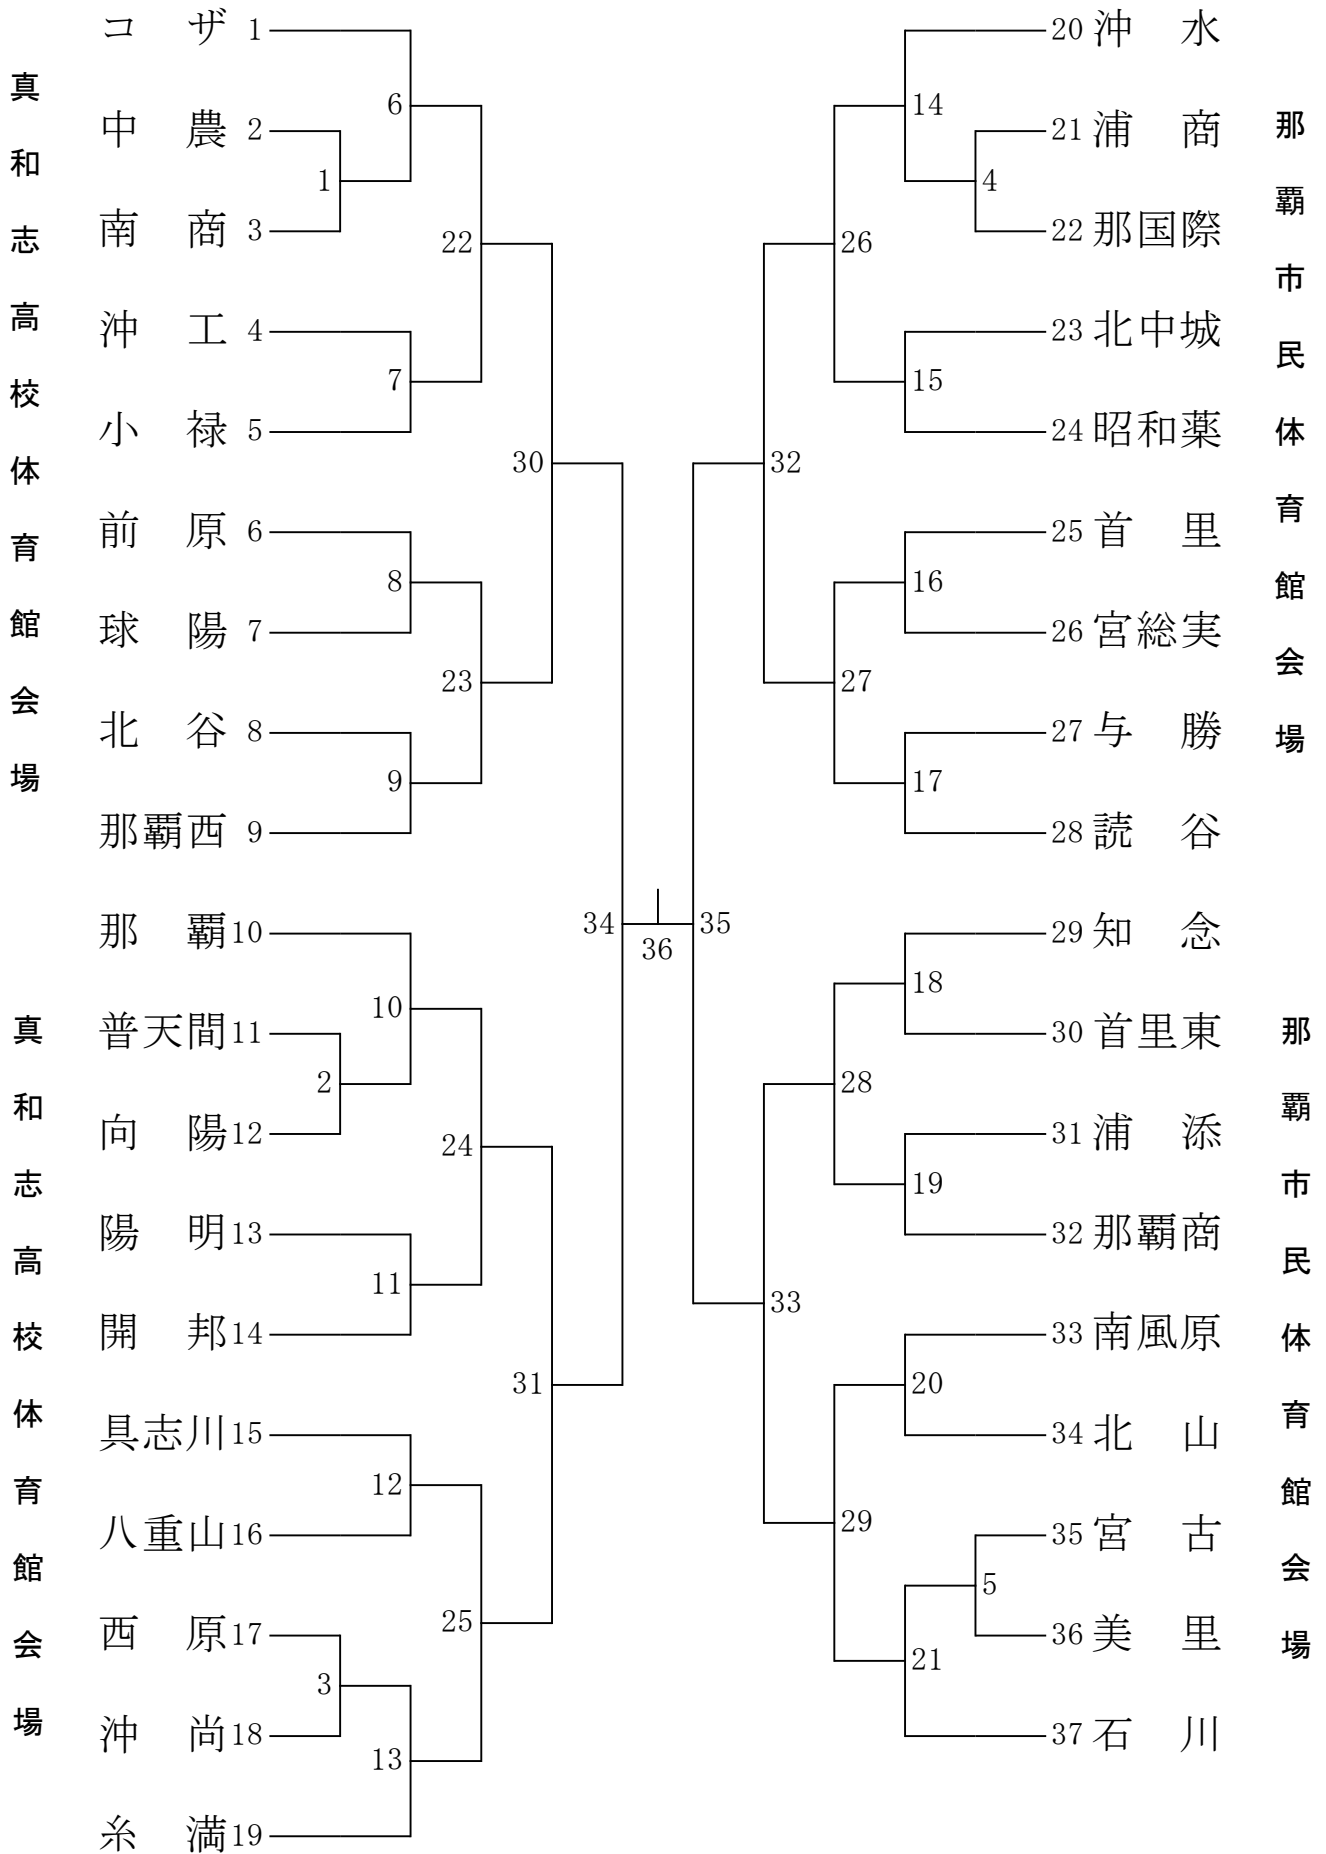 真和志高校体育館会場
コザ 1
中農 2
南商 3
沖工 4
小禄 5
前原 6
球陽 7
北谷 8
那覇西 9
真和志高校体育館会場
那覇 10
普天間 11
向陽 12
陽明 13
開邦 14
具志川 15
八重山 16
西原 17
沖尚 18
糸満 19
1
2
3
6
7
8
9
10
11
12
13
22
23
24
25
30
31
34
36
35
32
33
26
27
28
29
14
15
16
17
18
19
20
21
4
5
20 沖水
21 浦商
22 那国際
23 北中城
24 昭和薬
25 首里
26 宮総実
27 与勝
28 読谷
那覇市民体育館会場
29 知念
30 首里東
31 浦添
32 那覇商
33 南風原
34 北山
35 宮古
36 美里
37 石川
那覇市民体育館会場